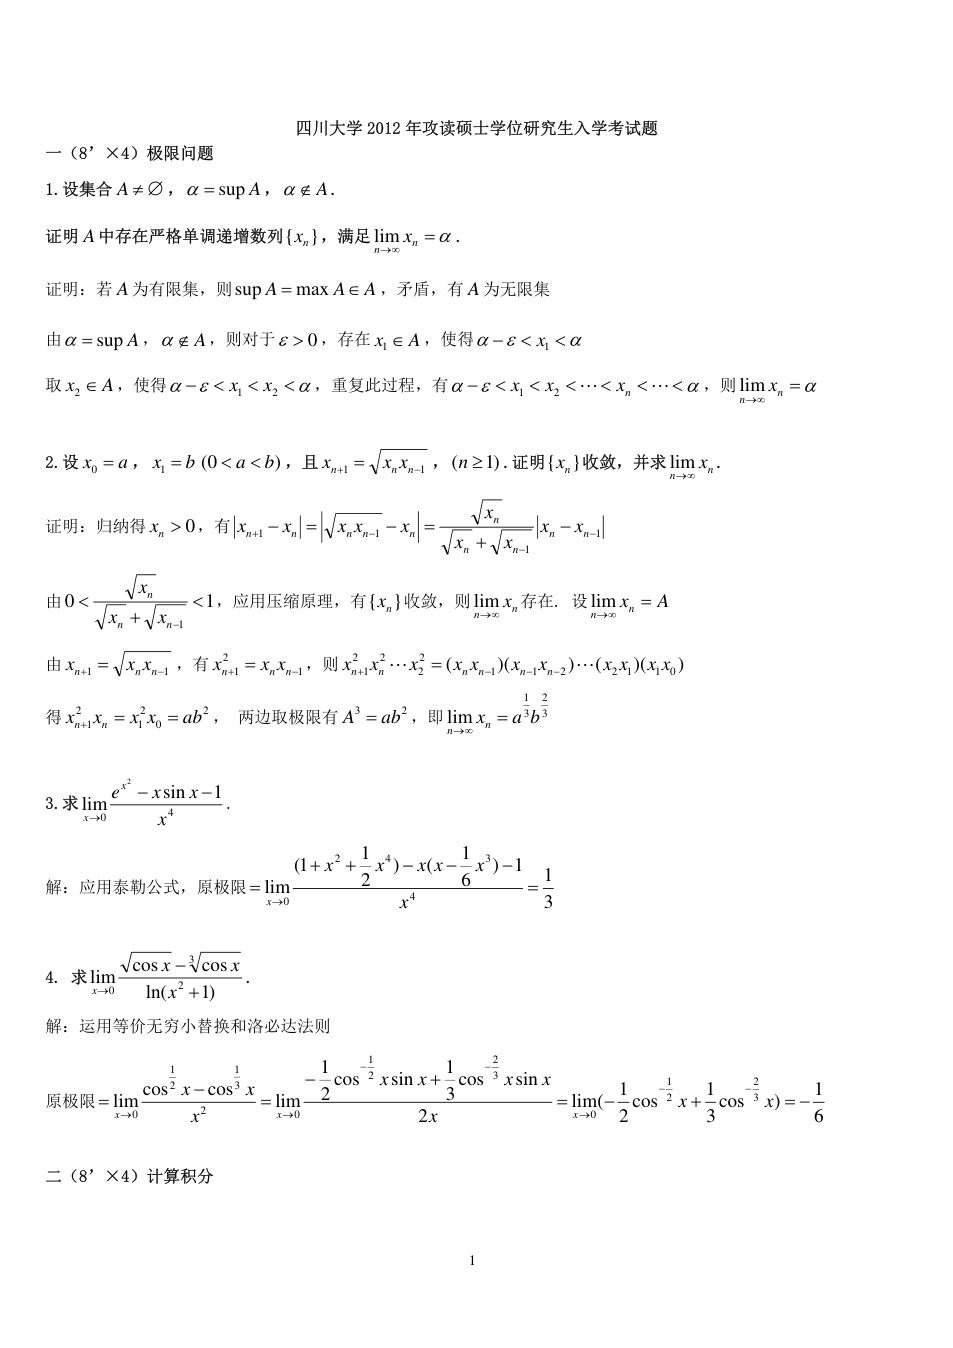 四川大学 2012 年攻读硕士学位研究生入学考试题
一（8’×4）极限问题
1.设集合 A ≠ ∅ ，α = sup A ，α ∉ A .
证明 A 中存在严格单调递增数列{ x_n } ，满足 lim_{n→∞} x_n = α .
证明：若 A 为有限集，则 sup A = max A ∈ A ，矛盾，有 A 为无限集
由 α = sup A ，α ∉ A ，则对于 ε > 0 ，存在 x_1 ∈ A ，使得 α − ε < x_1 < α
取 x_2 ∈ A ，使得 α − ε < x_1 < x_2 < α ，重复此过程，有 α − ε < x_1 < x_2 < ⋯ < x_n < ⋯ < α ，则 lim_{n→∞} x_n = α
2.设 x_0 = a ，x_1 = b (0 < a < b) ，且 x_{n+1} = √(x_n x_{n−1}) ，(n ≥ 1) .证明{ x_n }收敛，并求 lim_{n→∞} x_n .
证明：归纳得 x_n > 0 ，有 |x_{n+1} − x_n| = |√(x_n x_{n−1}) − x_n| = √x_n / (√x_n + √x_{n−1}) |x_n − x_{n−1}|
由 0 < √x_n / (√x_n + √x_{n−1}) < 1 ，应用压缩原理，有{ x_n }收敛，则 lim_{n→∞} x_n 存在. 设 lim_{n→∞} x_n = A
由 x_{n+1} = √(x_n x_{n−1}) ，有 x_{n+1}^2 = x_n x_{n−1} ，则 x_{n+1}^2 x_n^2 ⋯ x_2^2 = (x_n x_{n−1})(x_{n−1} x_{n−2}) ⋯ (x_2 x_1)(x_1 x_0)
得 x_{n+1}^2 x_n = x_1^2 x_0 = ab^2 ， 两边取极限有 A^3 = ab^2 ，即 lim_{n→∞} x_n = a^{1/3} b^{2/3}
3.求 lim_{x→0} (e^{x^2} − x sin x − 1) / x^4 .
解：应用泰勒公式，原极限 = lim_{x→0} ((1 + x^2 + 1/2 x^4) − x(x − 1/6 x^3) − 1) / x^4 = 1/3
4. 求 lim_{x→0} (√(cos x) − ∛(cos x)) / ln(x^2 + 1) .
解：运用等价无穷小替换和洛必达法则
原极限 = lim_{x→0} (cos^{1/2} x − cos^{1/3} x) / x^2 = lim_{x→0} (−1/2 cos^{−1/2} x sin x + 1/3 cos^{−2/3} x sin x) / 2x = lim_{x→0} (−1/2 cos^{−1/2} x + 1/3 cos^{−2/3} x) = −1/6
二（8’×4）计算积分
1